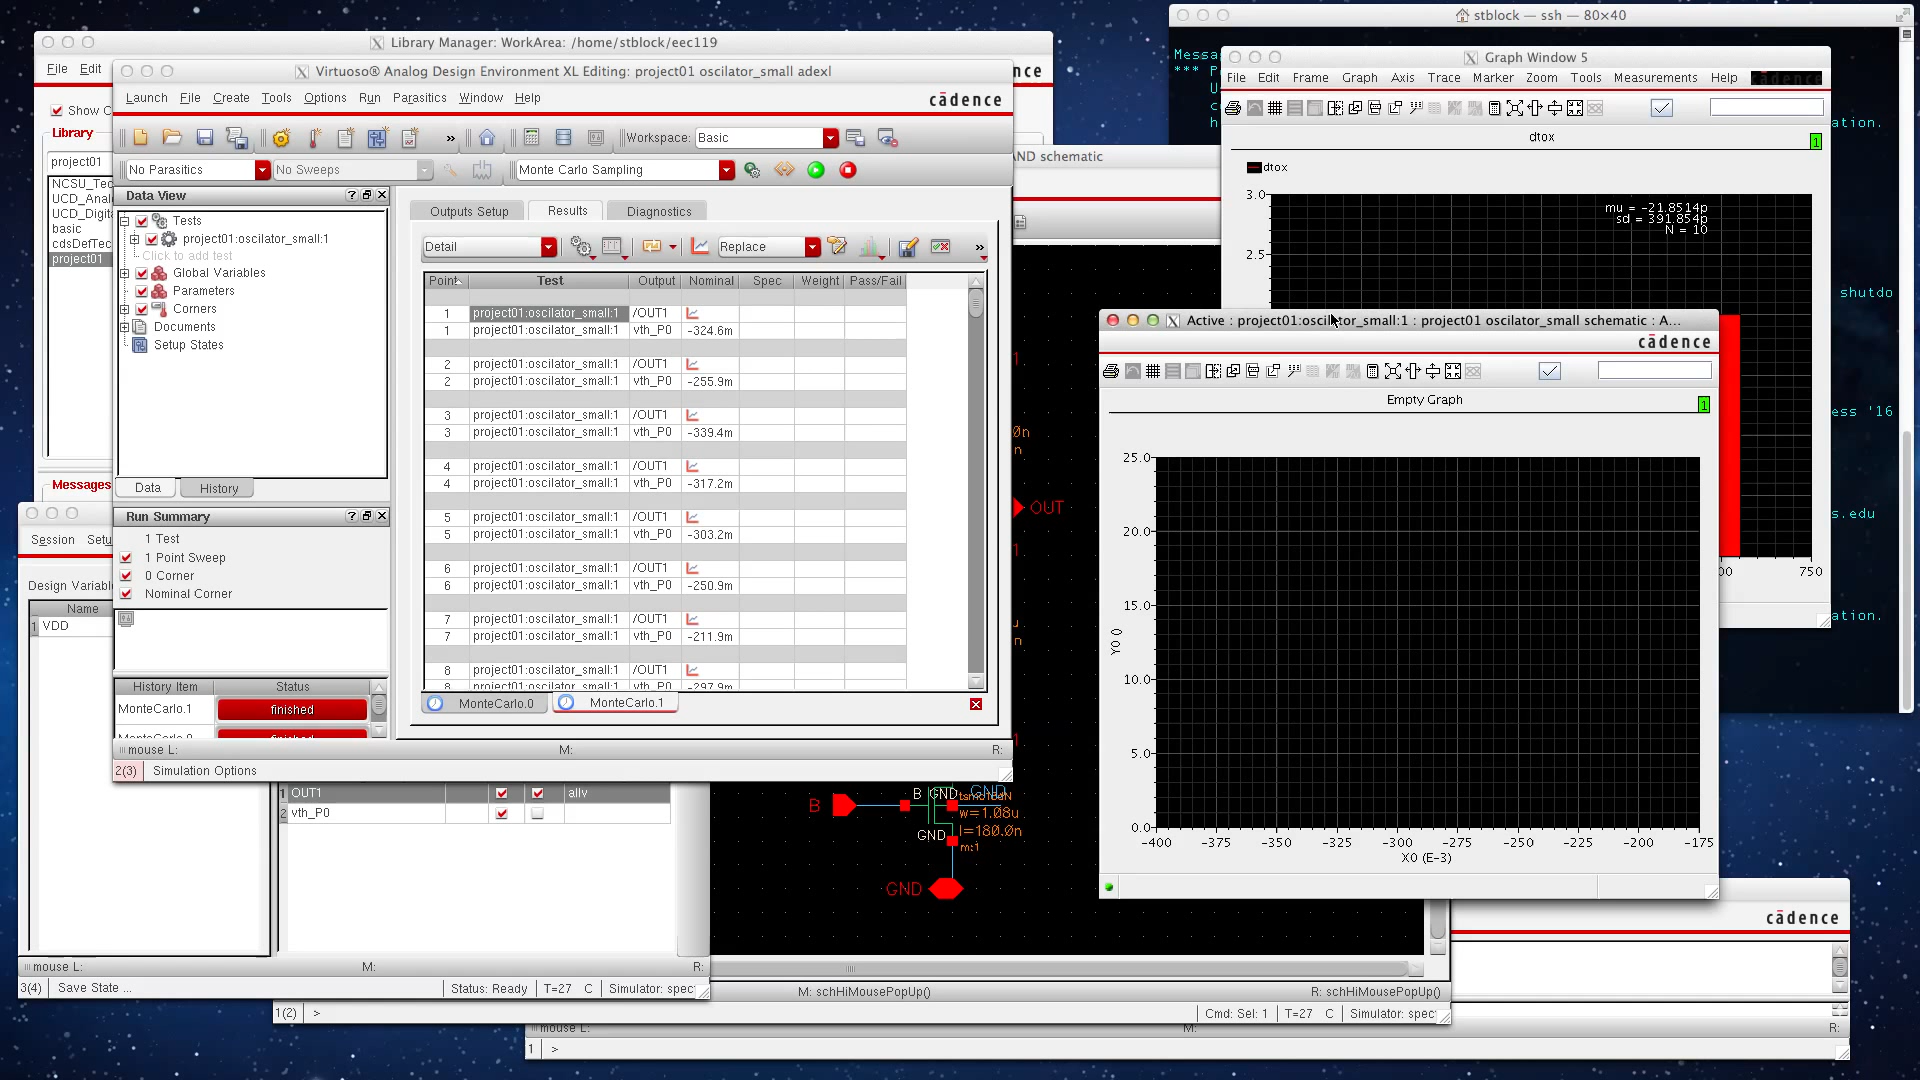 Library Manager: WorkArea: /home/stblock/eec119
File Edit
Show C
Library
project01
NCSU_Tec
UCD_Anal
UCD_Digit
basic
cdsDefTec
project01
Messages
Virtuoso® Analog Design Environment XL Editing: project01 oscilator_small adexl
Launch File Create Tools Options Run Parasitics Window Help
cādence
» Workspace: Basic
No Parasitics No Sweeps Monte Carlo Sampling
Data View
Tests
project01:oscilator_small:1
Click to add test
Global Variables
Parameters
Corners
Documents
Setup States
Data History
Run Summary
1 Test
1 Point Sweep
0 Corner
Nominal Corner
History Item Status
MonteCarlo.1 finished
Outputs Setup Results Diagnostics
Detail Replace »
Point Test Output Nominal Spec Weight Pass/Fail
1 project01:oscilator_small:1 /OUT1
1 project01:oscilator_small:1 vth_P0 -324.6m
2 project01:oscilator_small:1 /OUT1
2 project01:oscilator_small:1 vth_P0 -255.9m
3 project01:oscilator_small:1 /OUT1
3 project01:oscilator_small:1 vth_P0 -339.4m
4 project01:oscilator_small:1 /OUT1
4 project01:oscilator_small:1 vth_P0 -317.2m
5 project01:oscilator_small:1 /OUT1
5 project01:oscilator_small:1 vth_P0 -303.2m
6 project01:oscilator_small:1 /OUT1
6 project01:oscilator_small:1 vth_P0 -250.9m
7 project01:oscilator_small:1 /OUT1
7 project01:oscilator_small:1 vth_P0 -211.9m
8 project01:oscilator_small:1 /OUT1
8 project01:oscilator_small:1 vth_P0 -297.9m
MonteCarlo.0 MonteCarlo.1
mouse L: M: R:
2(3) Simulation Options
Session Setu
Design Variabl
Name
1 VDD
1 OUT1 allv
2 vth_P0
mouse L: M: R:
3(4) Save State ... Status: Ready T=27 C Simulator: spec
AND schematic
OUT
B
B GND GND
w=1.08u
GND l=180.0n
m:1
GND
M: schHiMousePopUp() R: schHiMousePopUp()
1(2) > Cmd: Sel: 1 T=27 C Simulator: spec
cādence
mouse L: M: R:
1 >
stblock — ssh — 80×40
Messa
*** P
U
c
h
ation.
shutdo
ess '16
s.edu
ation.
Graph Window 5
File Edit Frame Graph Axis Trace Marker Zoom Tools Measurements Help cādence
dtox
1
dtox
3.0
2.5
mu = -21.8514p
sd = 391.854p
N = 10
00 750
Active : project01:oscilator_small:1 : project01 oscilator_small schematic : A...
cādence
Empty Graph
1
25.0
20.0
15.0
10.0
5.0
0.0
Y0 ()
-400 -375 -350 -325 -300 -275 -250 -225 -200 -175
X0 (E-3)